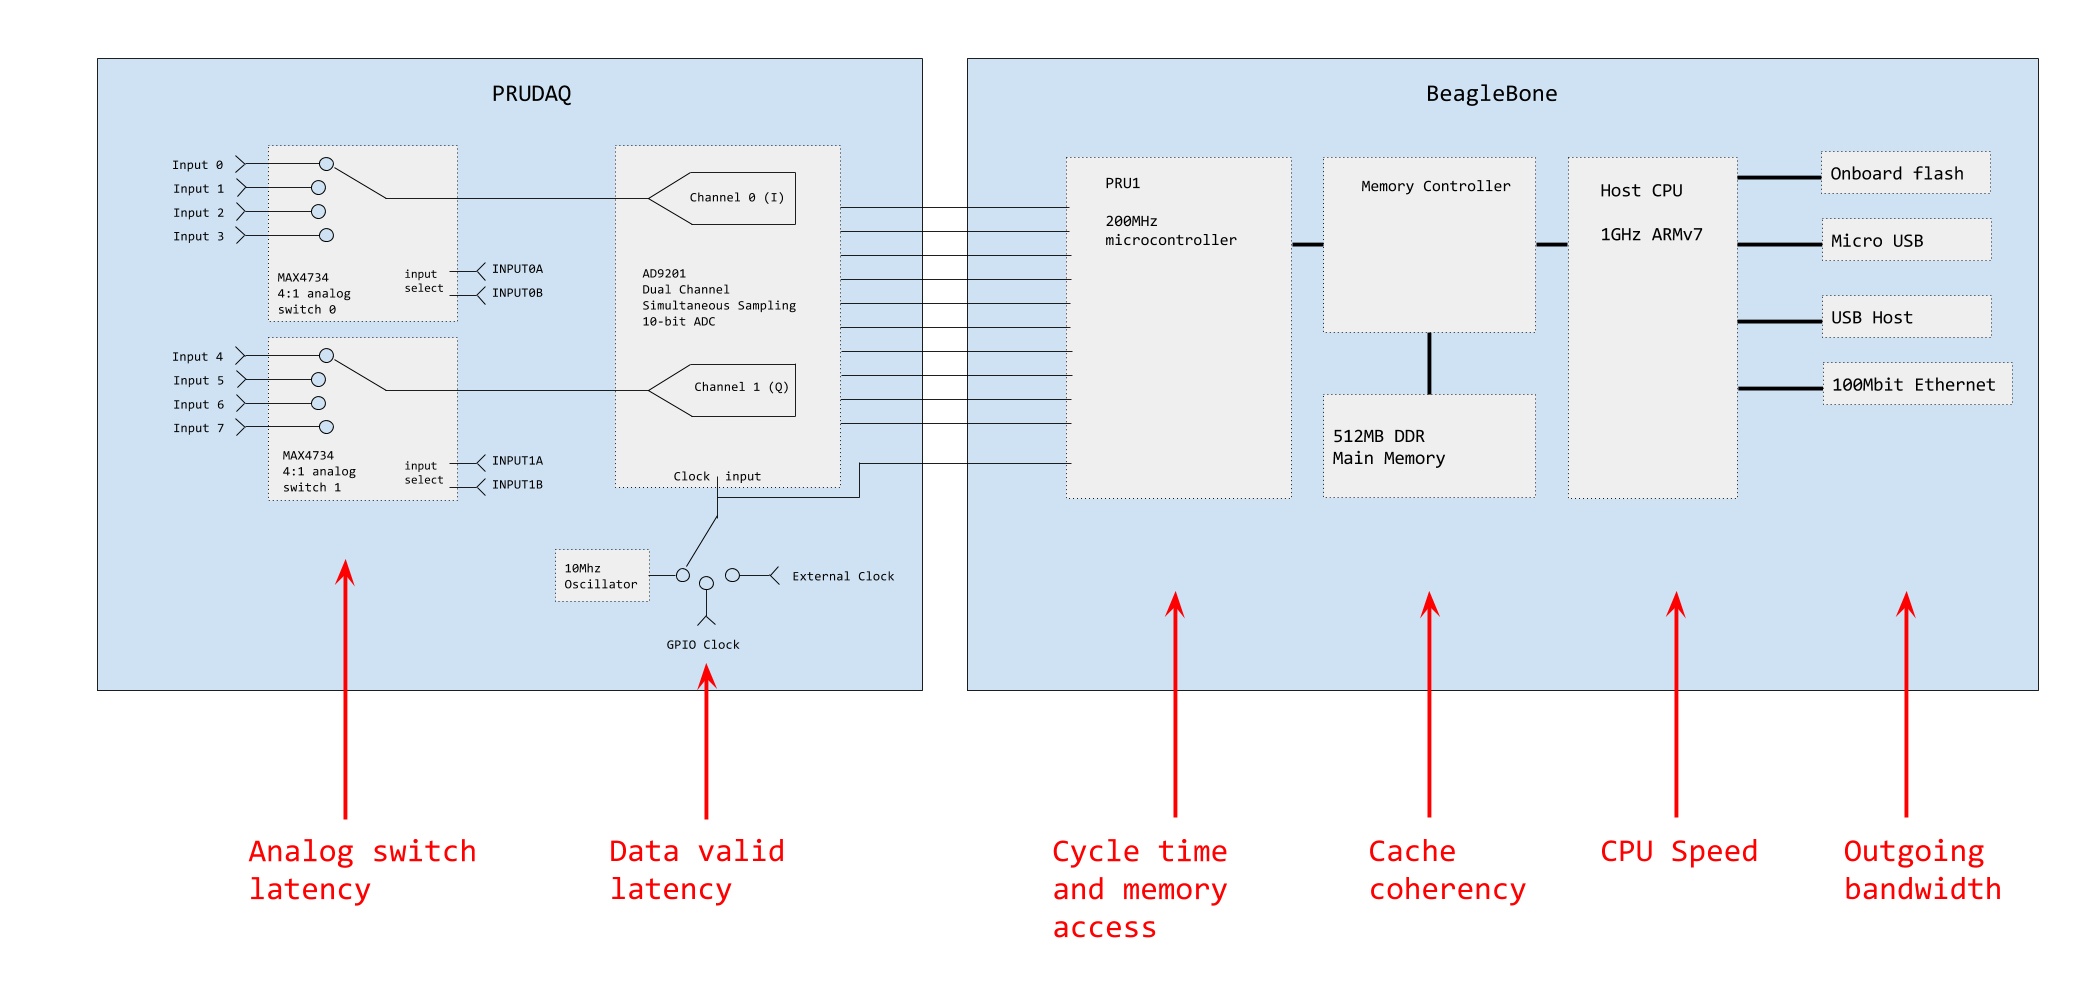 PRUDAQ
Input 0
Input 1
Input 2
Input 3
MAX4734
4:1 analog
switch 0
input
select
INPUT0A
INPUT0B
Input 4
Input 5
Input 6
Input 7
MAX4734
4:1 analog
switch 1
input
select
INPUT1A
INPUT1B
Channel 0 (I)
AD9201
Dual Channel
Simultaneous Sampling
10-bit ADC
Channel 1 (Q)
Clock input
10Mhz
Oscillator
External Clock
GPIO Clock
BeagleBone
PRU1
200MHz
microcontroller
Memory Controller
512MB DDR
Main Memory
Host CPU
1GHz ARMv7
Onboard flash
Micro USB
USB Host
100Mbit Ethernet
Analog switch
latency
Data valid
latency
Cycle time
and memory
access
Cache
coherency
CPU Speed
Outgoing
bandwidth